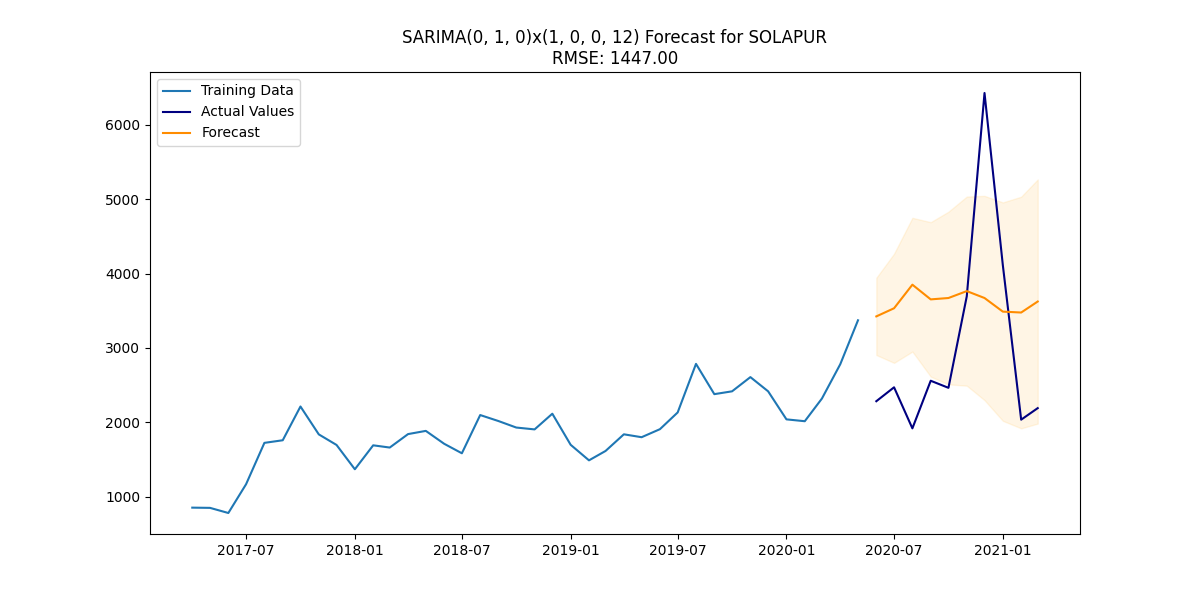 SARIMA(0, 1, 0)x(1, 0, 0, 12) Forecast for SOLAPUR
RMSE: 1447.00
Training Data
Actual Values
Forecast
6000
5000
4000
3000
2000
1000
2017-07
2018-01
2018-07
2019-01
2019-07
2020-01
2020-07
2021-01